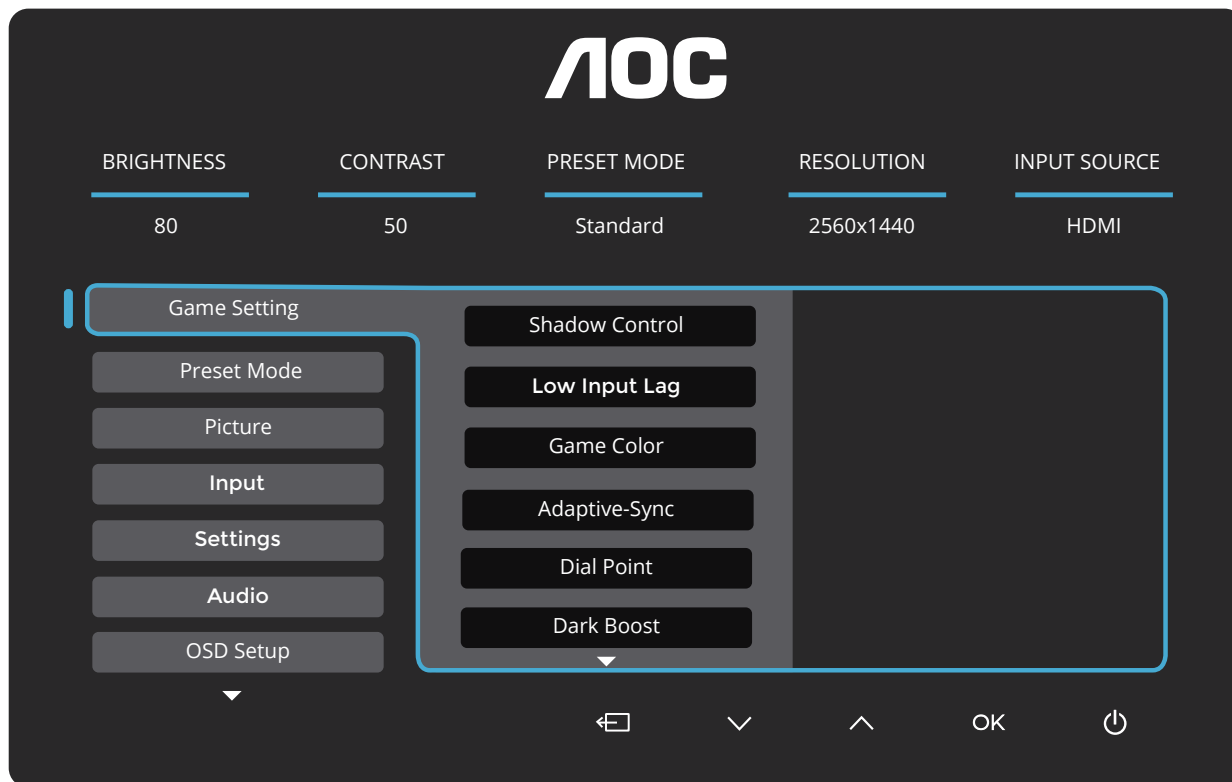 AOC
BRIGHTNESS CONTRAST PRESET MODE RESOLUTION INPUT SOURCE
80 50 Standard 2560x1440 HDMI
Game Setting
Preset Mode
Picture
Input
Settings
Audio
OSD Setup
Shadow Control
Low Input Lag
Game Color
Adaptive-Sync
Dial Point
Dark Boost
OK